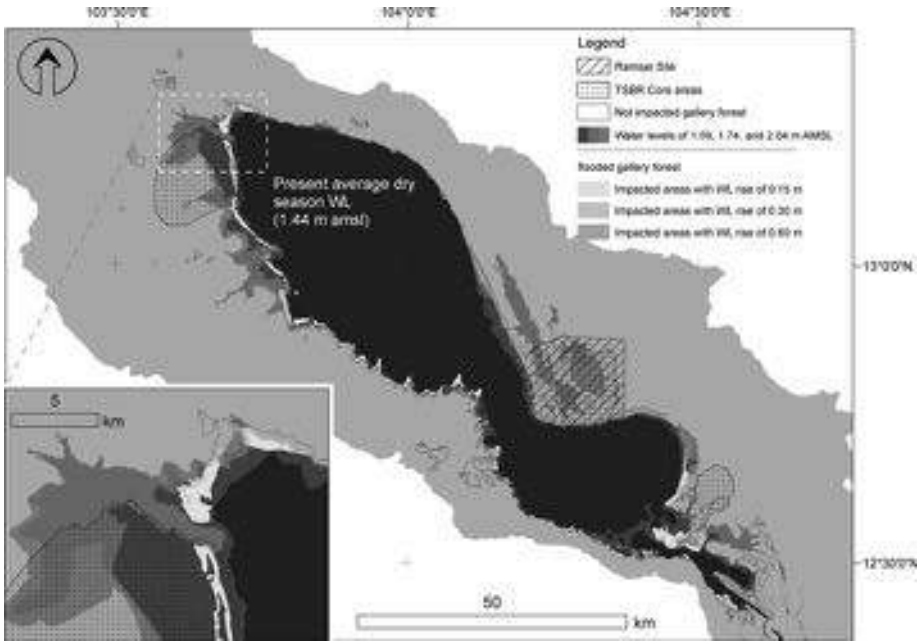 103°30'0"E
104°0'0"E
104°30'0"E
Legend
Ramsar Site
TSBR Core areas
Not impacted gallery forest
Water levels of 1.59, 1.74, and 2.04 m AMSL
flooded gallery forest
Impacted areas with WL rise of 0.15 m
Impacted areas with WL rise of 0.30 m
Impacted areas with WL rise of 0.60 m
Present average dry
season WL
(1.44 m amsl)
13°0'0"N
5
km
12°30'0"N
50
km